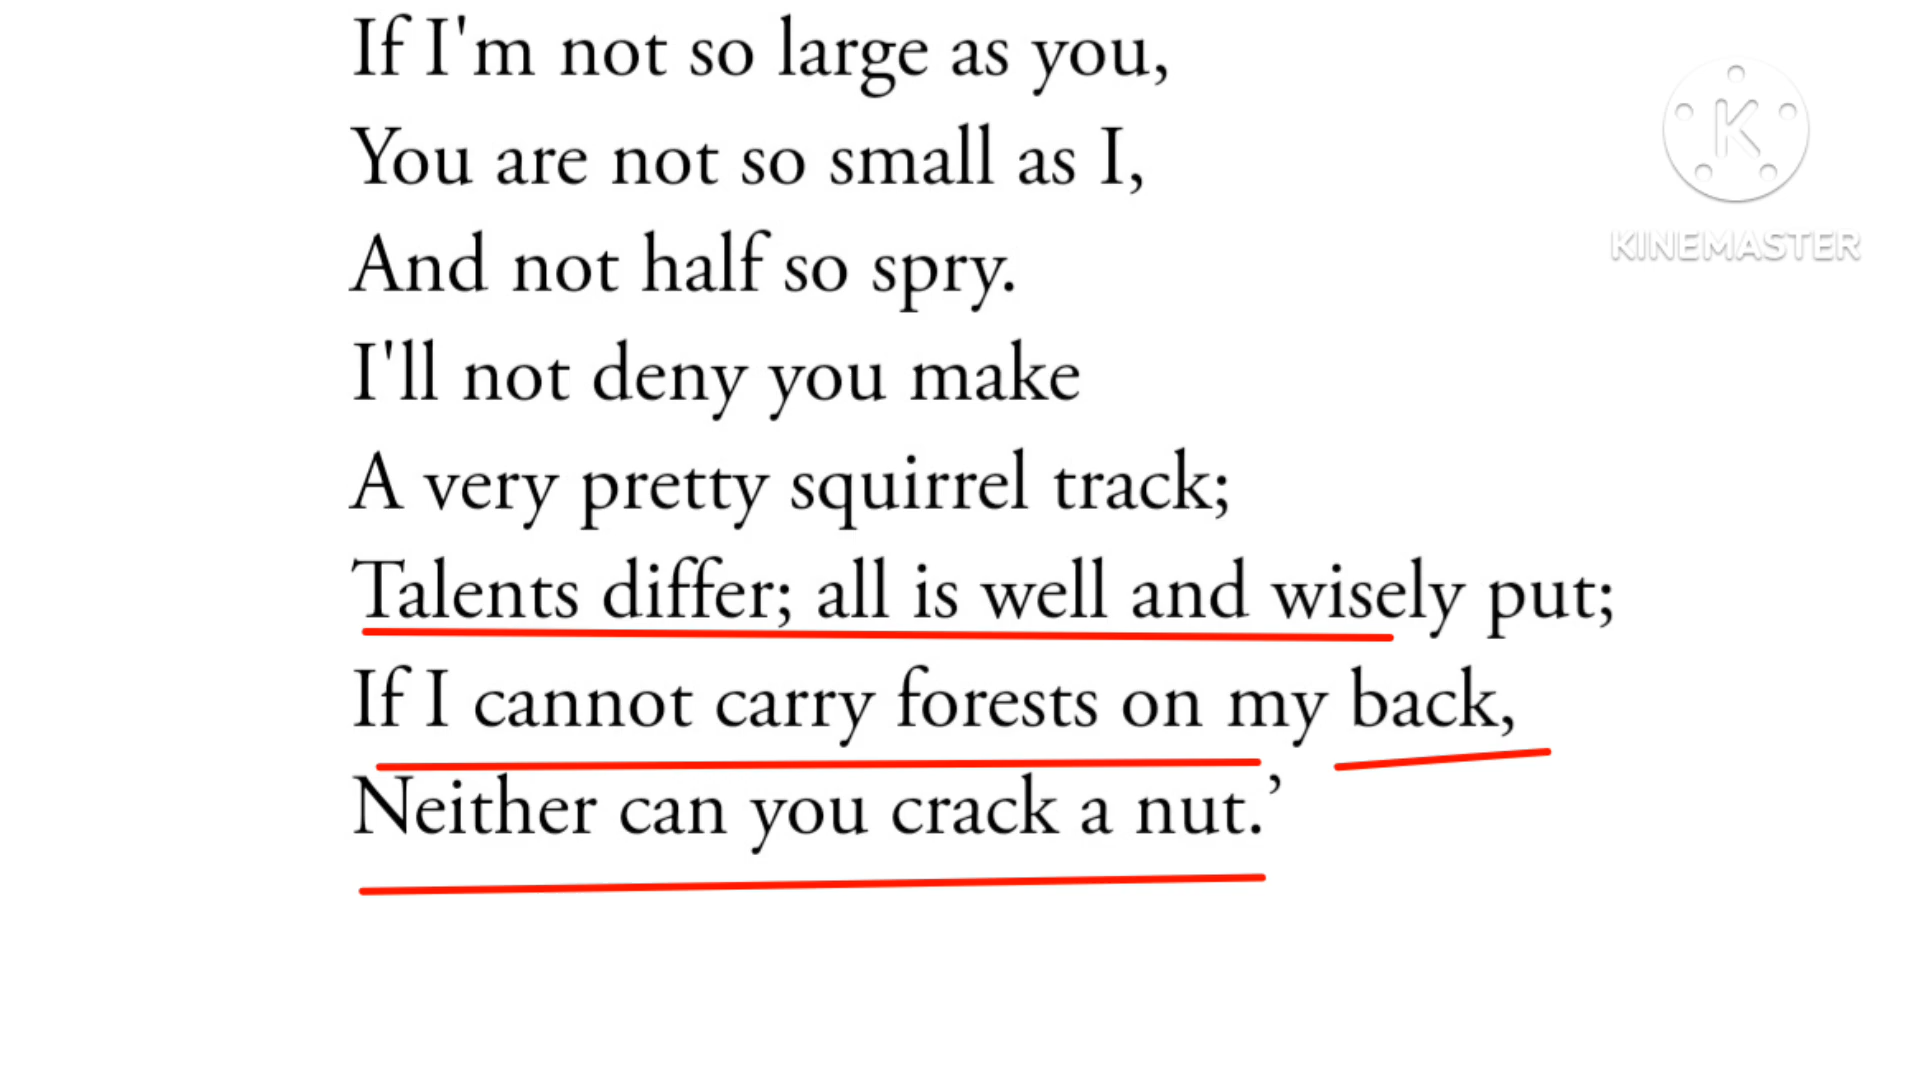 If I'm not so large as you,
You are not so small as I,
And not half so spry.
I'll not deny you make
A very pretty squirrel track;
Talents differ; all is well and wisely put;
If I cannot carry forests on my back,
Neither can you crack a nut.’
K
KINEMASTER